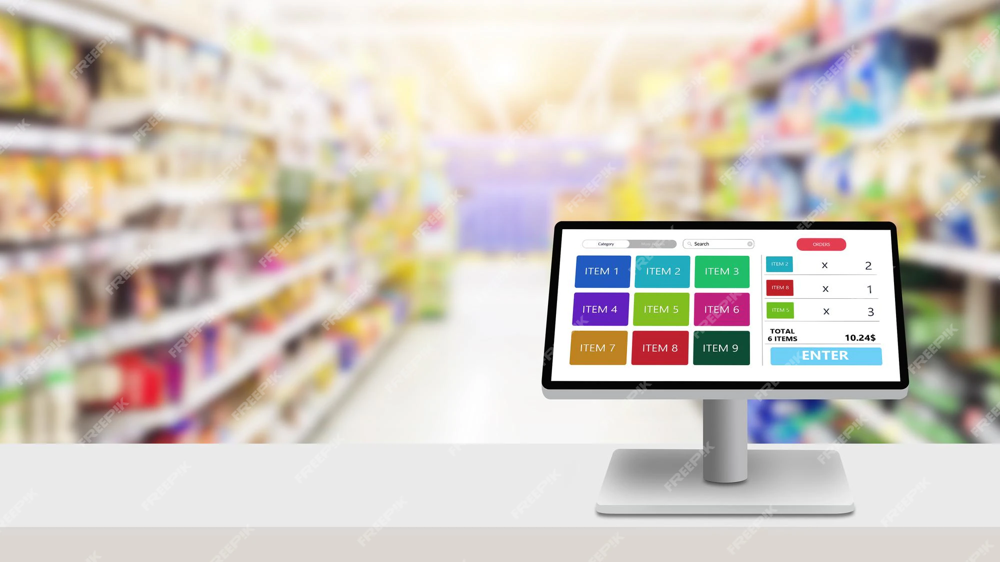 Category
More Actions
Search
ORDERS
ITEM 1
ITEM 2
ITEM 3
ITEM 4
ITEM 5
ITEM 6
ITEM 7
ITEM 8
ITEM 9
ITEM 2 x 2
ITEM 8 x 1
ITEM 5 x 3
TOTAL
6 ITEMS 10.24$
ENTER
FREEPIK